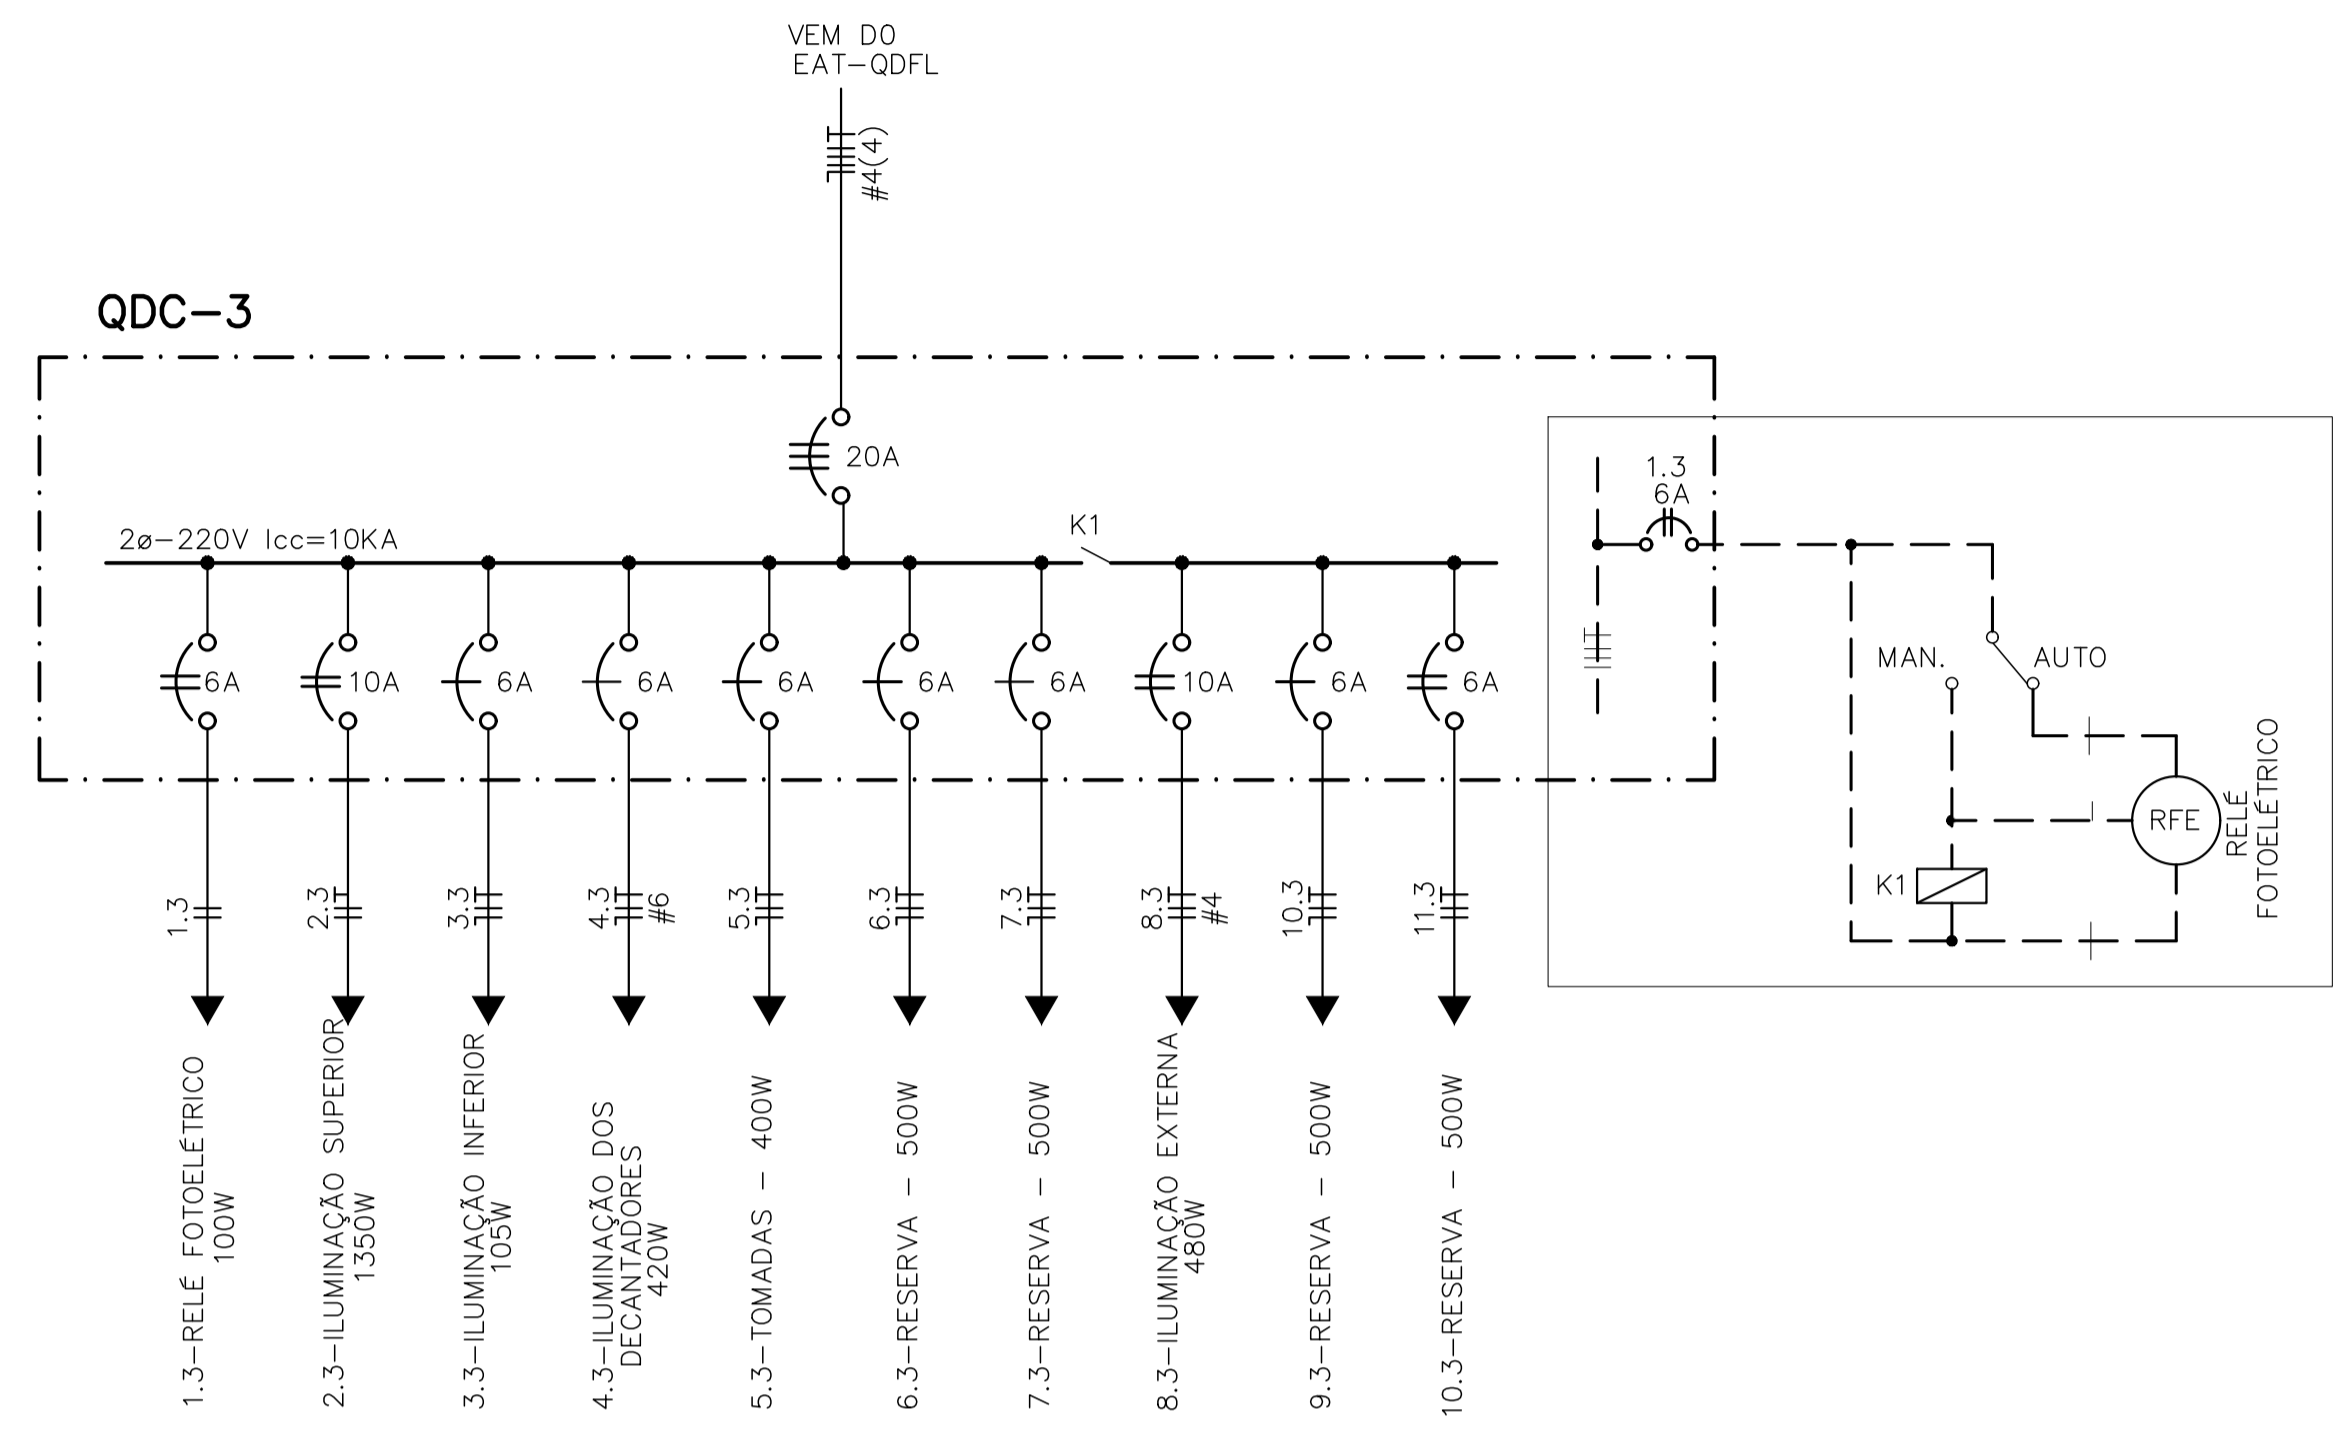 VEM DO
EAT-QDFL
#4(4)
QDC-3
20A
2ø-220V Icc=10KA
K1
6A
10A
6A
6A
6A
6A
6A
10A
6A
6A
1.3
2.3
3.3
4.3
#6
5.3
6.3
7.3
8.3
#4
10.3
11.3
1.3-RELÉ FOTOELÉTRICO
100W
2.3-ILUMINAÇÃO SUPERIOR
1350W
3.3-ILUMINAÇÃO INFERIOR
105W
4.3-ILUMINAÇÃO DOS
DECANTADORES
420W
5.3-TOMADAS - 400W
6.3-RESERVA - 500W
7.3-RESERVA - 500W
8.3-ILUMINAÇÃO EXTERNA
480W
9.3-RESERVA - 500W
10.3-RESERVA - 500W
1.3
6A
MAN.
AUTO
RFE
RELÉ
FOTOELÉTRICO
K1